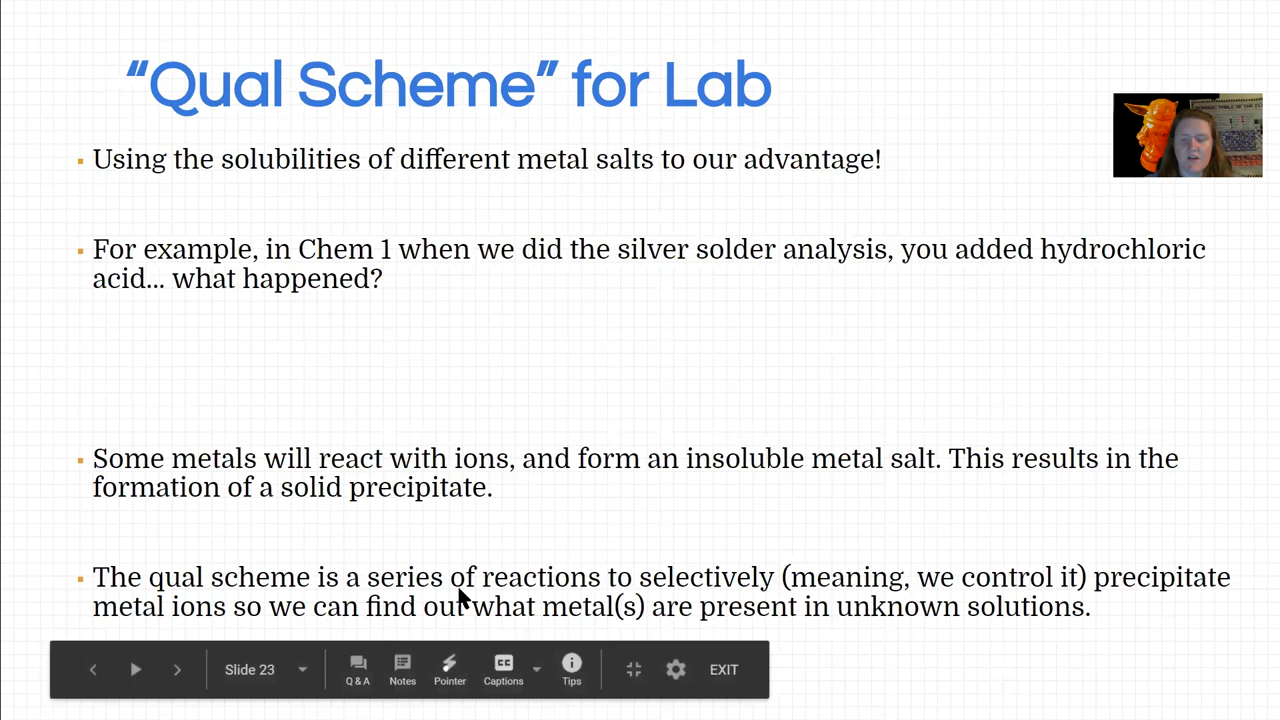 “Qual Scheme” for Lab
▪ Using the solubilities of different metal salts to our advantage!
▪ For example, in Chem 1 when we did the silver solder analysis, you added hydrochloric
acid... what happened?
▪ Some metals will react with ions, and form an insoluble metal salt. This results in the
formation of a solid precipitate.
▪ The qual scheme is a series of reactions to selectively (meaning, we control it) precipitate
metal ions so we can find out what metal(s) are present in unknown solutions.
Slide 23
Q & A
Notes
Pointer
CC
Captions
Tips
EXIT